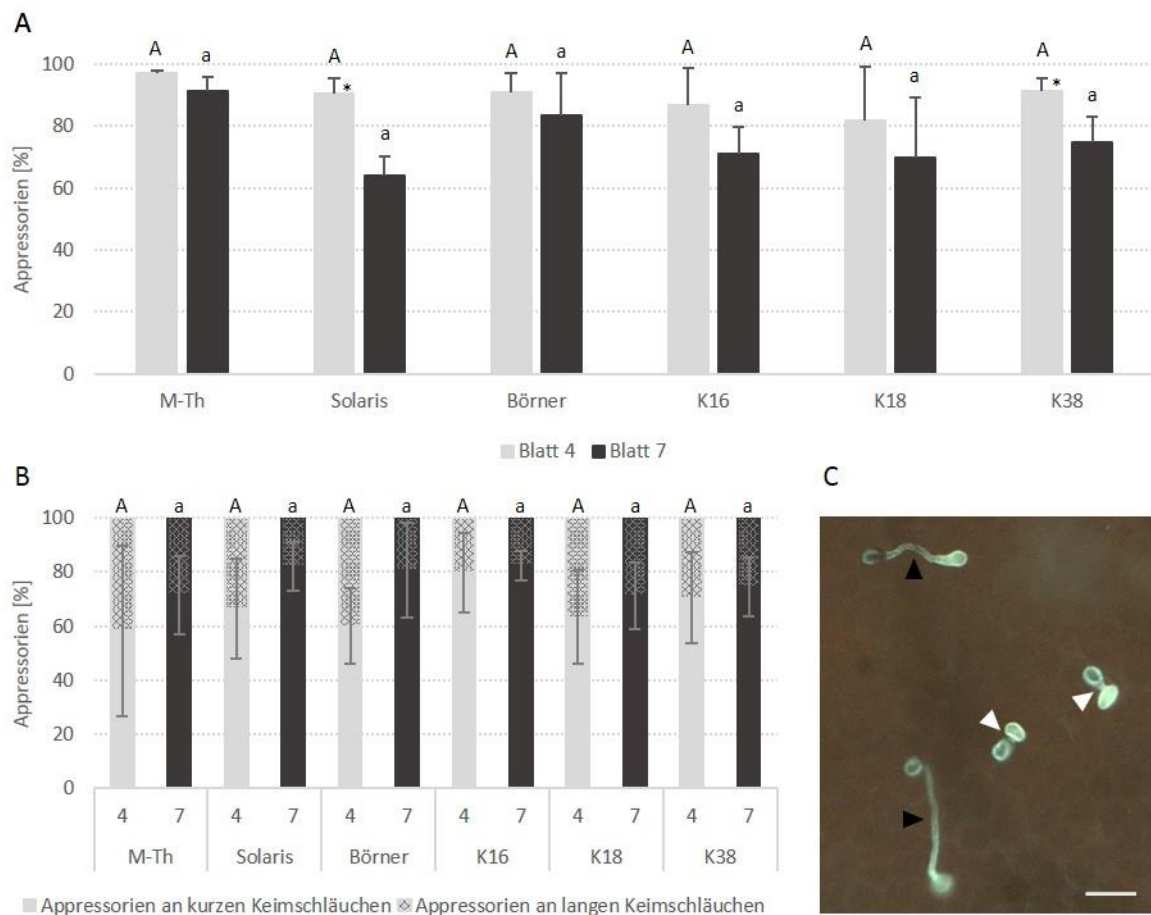 A
Appressorien [%]
100
80
60
40
20
0
A a A a A a A a A a A a
* *
M-Th Solaris Börner K16 K18 K38
Blatt 4 Blatt 7
B
Appressorien [%]
100
80
60
40
20
0
A a A a A a A a A a A a
4 7 4 7 4 7 4 7 4 7 4 7
M-Th Solaris Börner K16 K18 K38
Appressorien an kurzen Keimschläuchen Appressorien an langen Keimschläuchen
C